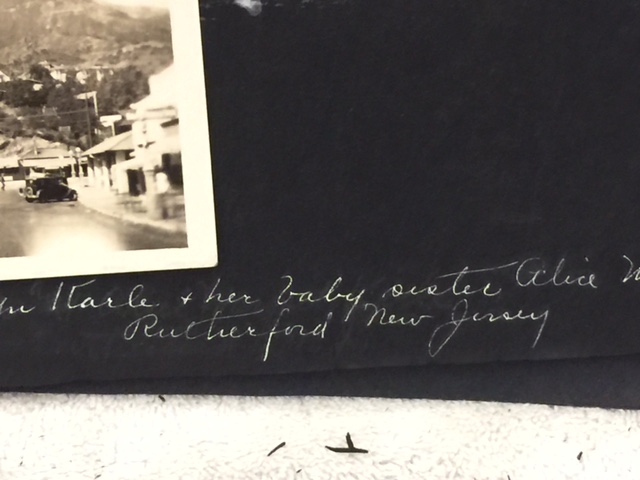 Karle + her baby sister Alice
Rutherford New Jersey